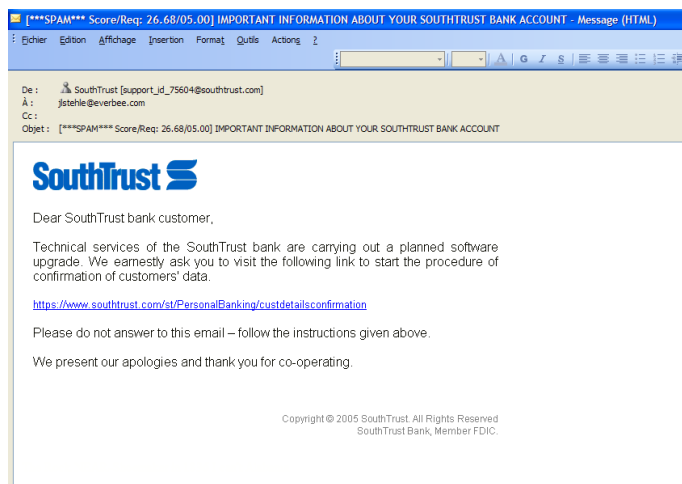 [***SPAM*** Score/Req: 26.68/05.00] IMPORTANT INFORMATION ABOUT YOUR SOUTHTRUST BANK ACCOUNT - Message (HTML)
Fichier Edition Affichage Insertion Format Outils Actions ?
A G I S
De : SouthTrust [support_id_75604@southtrust.com]
À : jlstehle@everbee.com
Cc :
Objet : [***SPAM*** Score/Req: 26.68/05.00] IMPORTANT INFORMATION ABOUT YOUR SOUTHTRUST BANK ACCOUNT
SouthTrust
Dear SouthTrust bank customer,
Technical services of the SouthTrust bank are carrying out a planned software
upgrade. We earnestly ask you to visit the following link to start the procedure of
confirmation of customers' data.
https://www.southtrust.com/st/PersonalBanking/custdetailsconfirmation
Please do not answer to this email – follow the instructions given above.
We present our apologies and thank you for co-operating.
Copyright © 2005 SouthTrust. All Rights Reserved
SouthTrust Bank, Member FDIC.